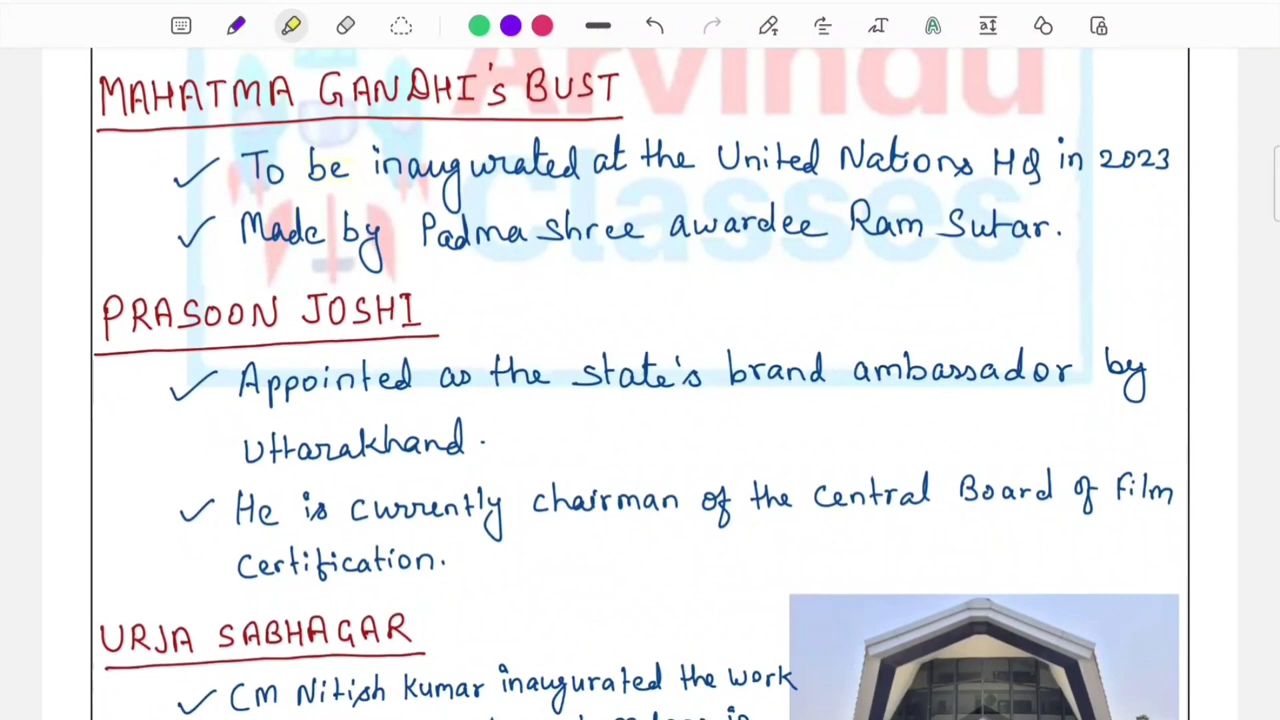 Arvindu
Classes
MAHATMA GANDHI's BUST
To be inaugurated at the United Nations HQ in 2023
Made by Padma Shree awardee Ram Sutar.
PRASOON JOSHI
Appointed as the state's brand ambassador by
Uttarakhand.
He is currently chairman of the Central Board of Film
Certification.
URJA SABHAGAR
CM Nitish Kumar inaugurated the work